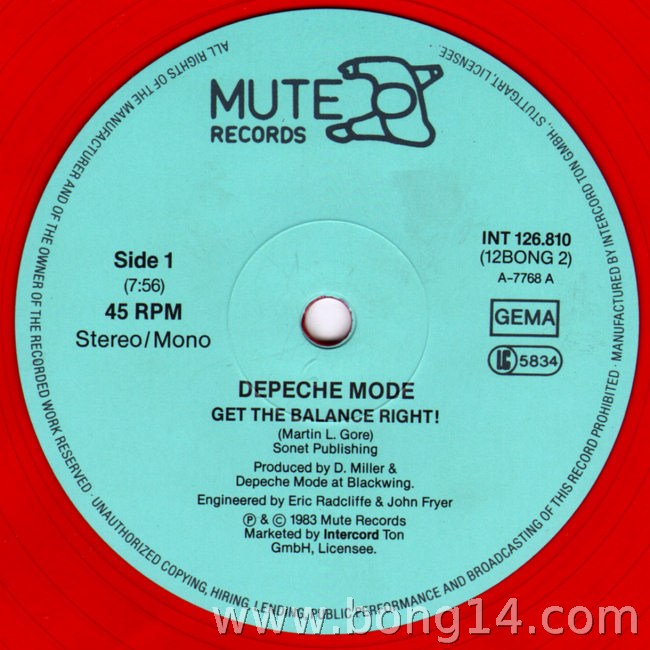 MUTE
RECORDS
Side 1
(7:56)
45 RPM
Stereo/Mono
INT 126.810
(12BONG 2)
A-7768 A
GEMA
LC 5834
DEPECHE MODE
GET THE BALANCE RIGHT!
(Martin L. Gore)
Sonet Publishing
Produced by D. Miller &
Depeche Mode at Blackwing.
Engineered by Eric Radcliffe & John Fryer
Ⓟ & © 1983 Mute Records
Marketed by Intercord Ton
GmbH, Licensee.
ALL RIGHTS OF THE MANUFACTURER AND OF THE OWNER OF THE RECORDED WORK RESERVED · UNAUTHORIZED COPYING, HIRING, LENDING, PUBLIC PERFORMANCE AND BROADCASTING OF THIS RECORD PROHIBITED · MANUFACTURED BY INTERCORD TON GMBH, STUTTGART, LICENSEE.
www.bong14.com